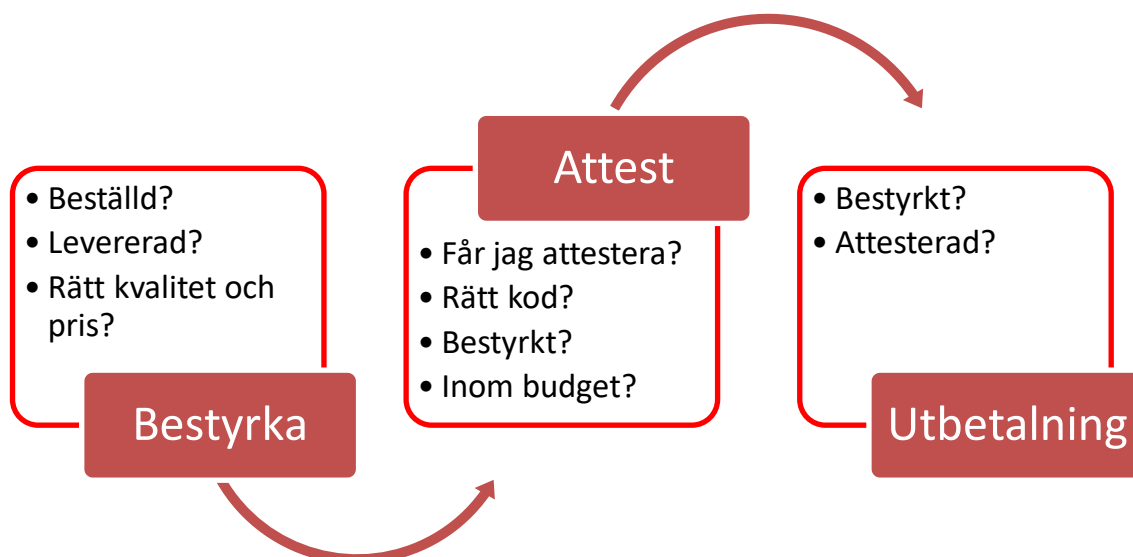 • Beställd?
• Levererad?
• Rätt kvalitet och
pris?
Bestyrka
Attest
• Får jag attestera?
• Rätt kod?
• Bestyrkt?
• Inom budget?
• Bestyrkt?
• Attesterad?
Utbetalning